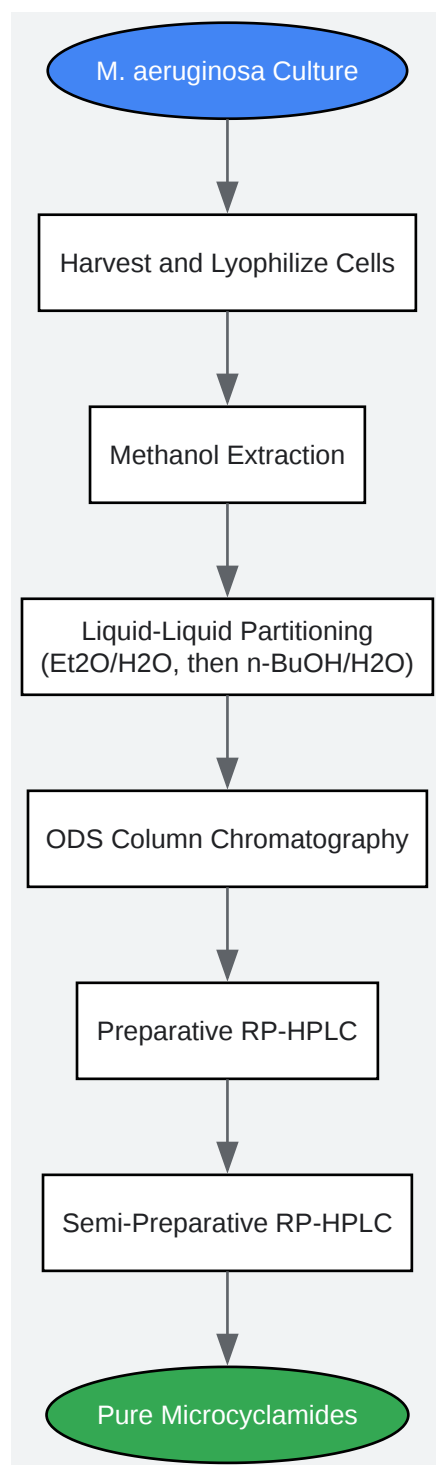 M. aeruginosa Culture
Harvest and Lyophilize Cells
Methanol Extraction
Liquid-Liquid Partitioning
(Et2O/H2O, then n-BuOH/H2O)
ODS Column Chromatography
Preparative RP-HPLC
Semi-Preparative RP-HPLC
Pure Microcyclamides